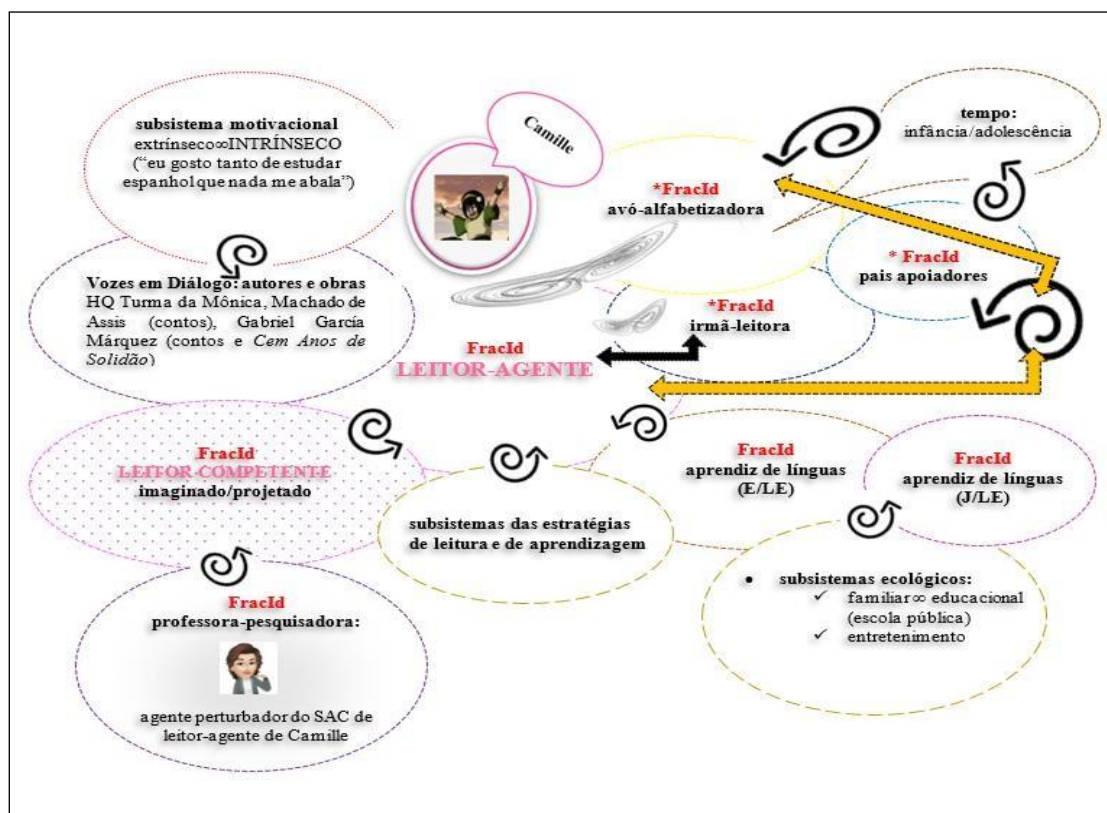 subsistema motivacional
extrínseco∞INTRÍNSECO
(“eu gosto tanto de estudar
espanhol que nada me abala”)
Camille
tempo:
infância/adolescência
*FracId
avó-alfabetizadora
* FracId
pais apoiadores
Vozes em Diálogo: autores e obras
HQ Turma da Mônica, Machado de
Assis (contos), Gabriel García
Márquez (contos e Cem Anos de
Solidão)
*FracId
irmã-leitora
FracId
LEITOR-AGENTE
FracId
LEITOR-COMPETENTE
imaginado/projetado
subsistemas das estratégias
de leitura e de aprendizagem
FracId
aprendiz de línguas
(E/LE)
FracId
aprendiz de línguas
(J/LE)
• subsistemas ecológicos:
✓ familiar∞ educacional
(escola pública)
✓ entretenimento
FracId
professora-pesquisadora:
agente perturbador do SAC de
leitor-agente de Camille